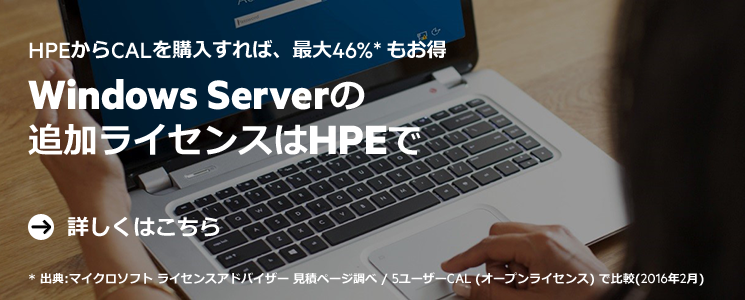 HPEからCALを購入すれば、最大46%* もお得
Windows Serverの
追加ライセンスはHPEで
詳しくはこちら
* 出典:マイクロソフト ライセンスアドバイザー 見積ページ調べ / 5ユーザーCAL (オープンライセンス) で比較(2016年2月)